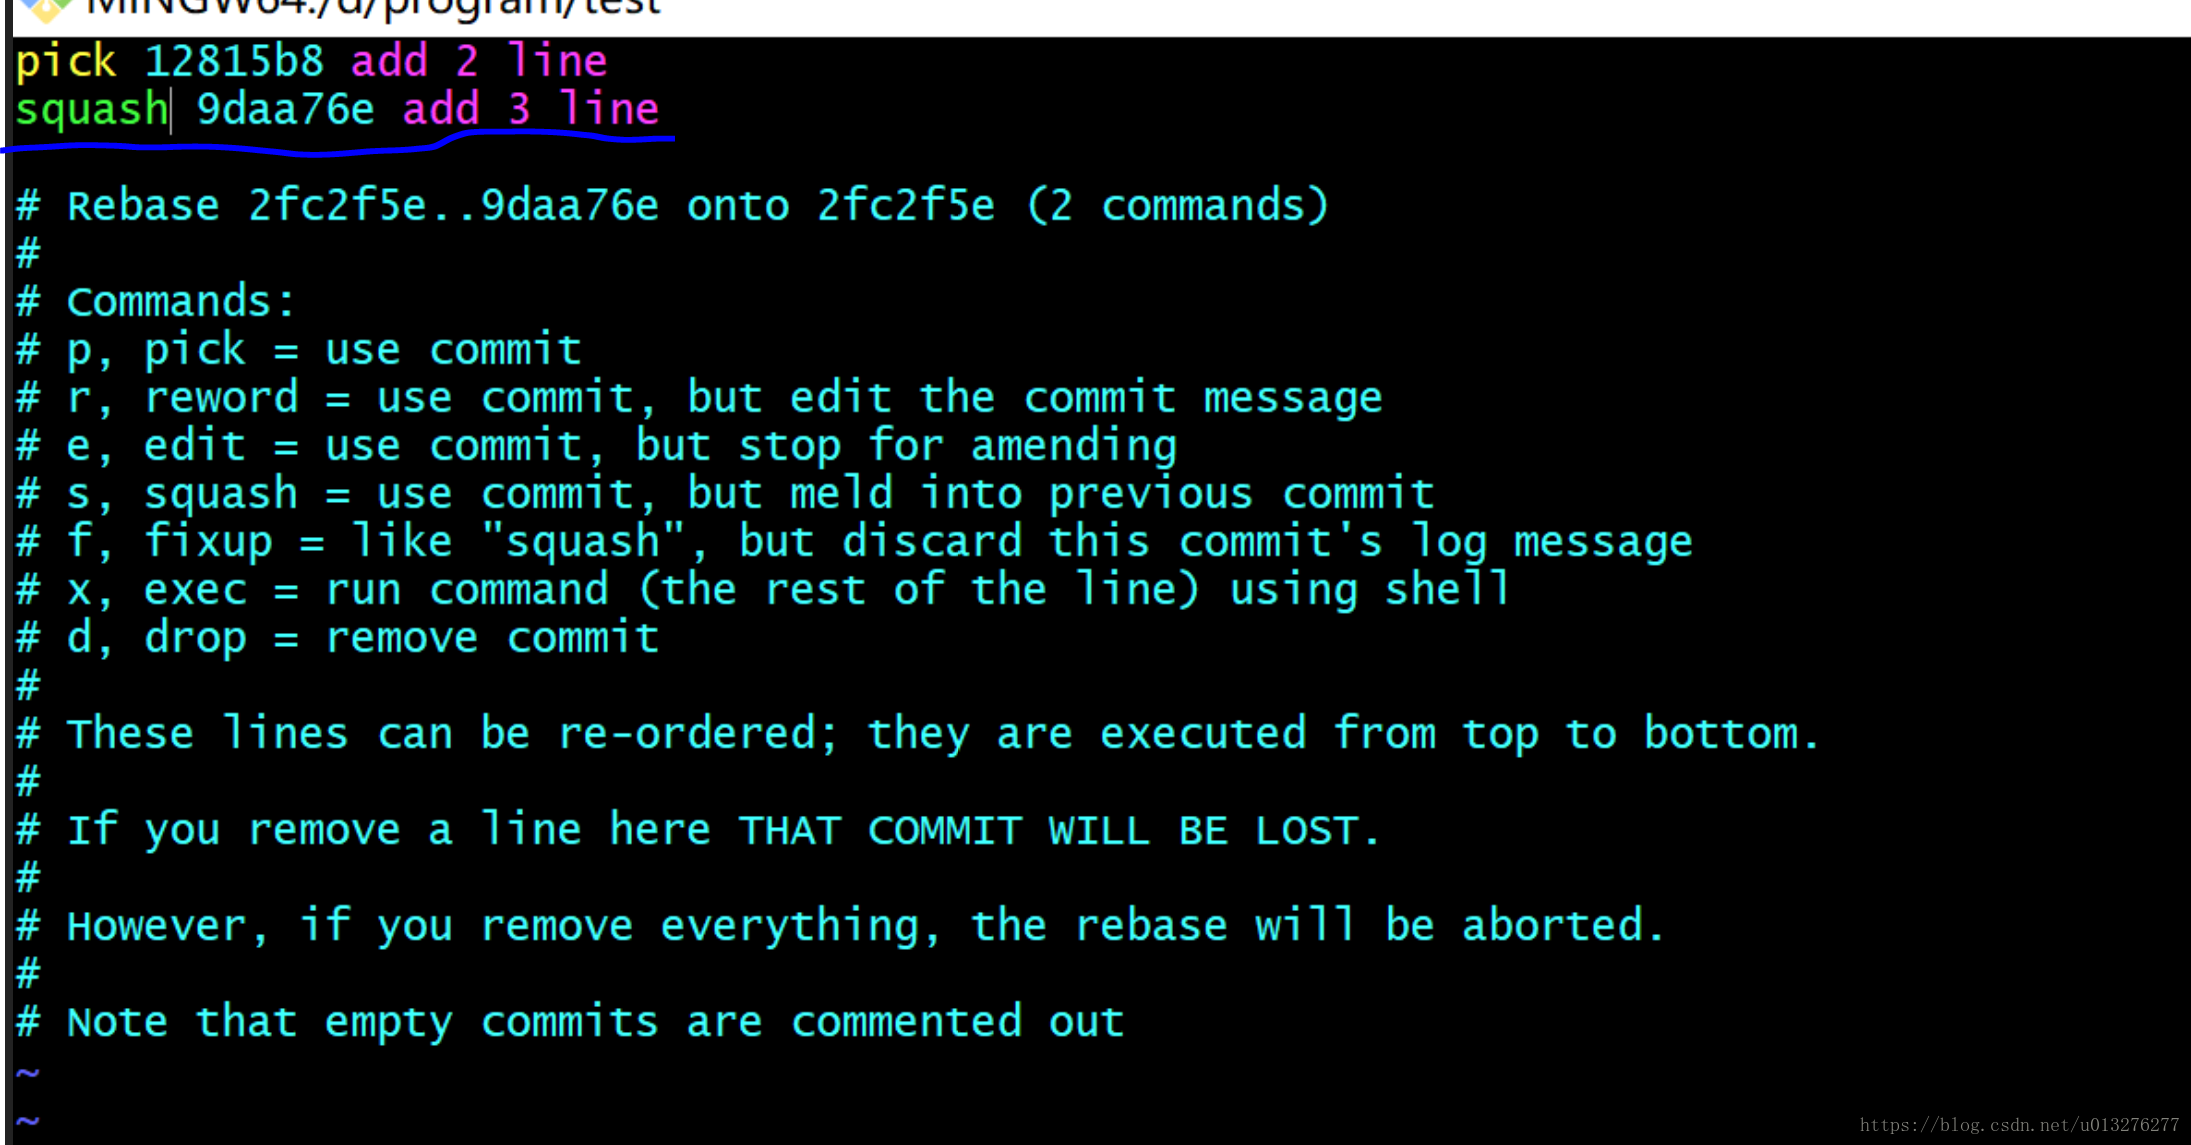 MINGW64:/d/program/test
pick 12815b8 add 2 line
squash 9daa76e add 3 line
# Rebase 2fc2f5e..9daa76e onto 2fc2f5e (2 commands)
#
# Commands:
# p, pick = use commit
# r, reword = use commit, but edit the commit message
# e, edit = use commit, but stop for amending
# s, squash = use commit, but meld into previous commit
# f, fixup = like "squash", but discard this commit's log message
# x, exec = run command (the rest of the line) using shell
# d, drop = remove commit
#
# These lines can be re-ordered; they are executed from top to bottom.
#
# If you remove a line here THAT COMMIT WILL BE LOST.
#
# However, if you remove everything, the rebase will be aborted.
#
# Note that empty commits are commented out
~
~
https://blog.csdn.net/u013276277